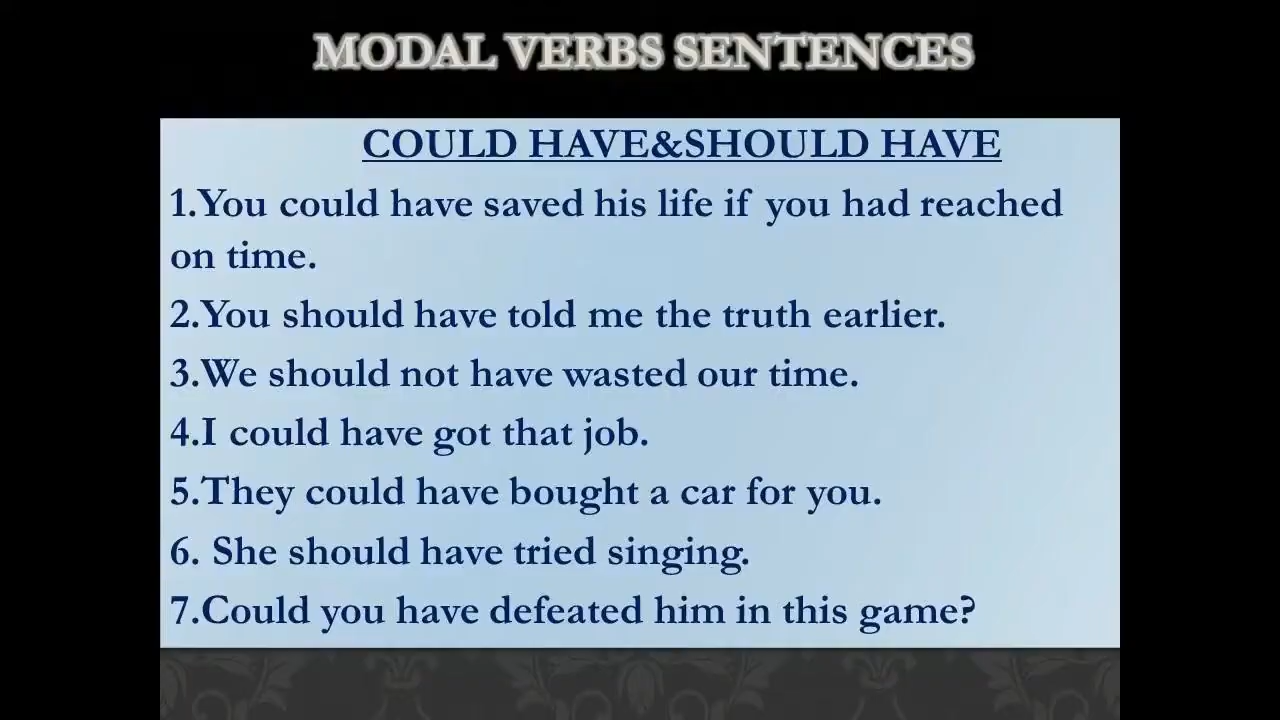 MODAL VERBS SENTENCES
COULD HAVE&SHOULD HAVE
1.You could have saved his life if you had reached
on time.
2.You should have told me the truth earlier.
3.We should not have wasted our time.
4.I could have got that job.
5.They could have bought a car for you.
6. She should have tried singing.
7.Could you have defeated him in this game?